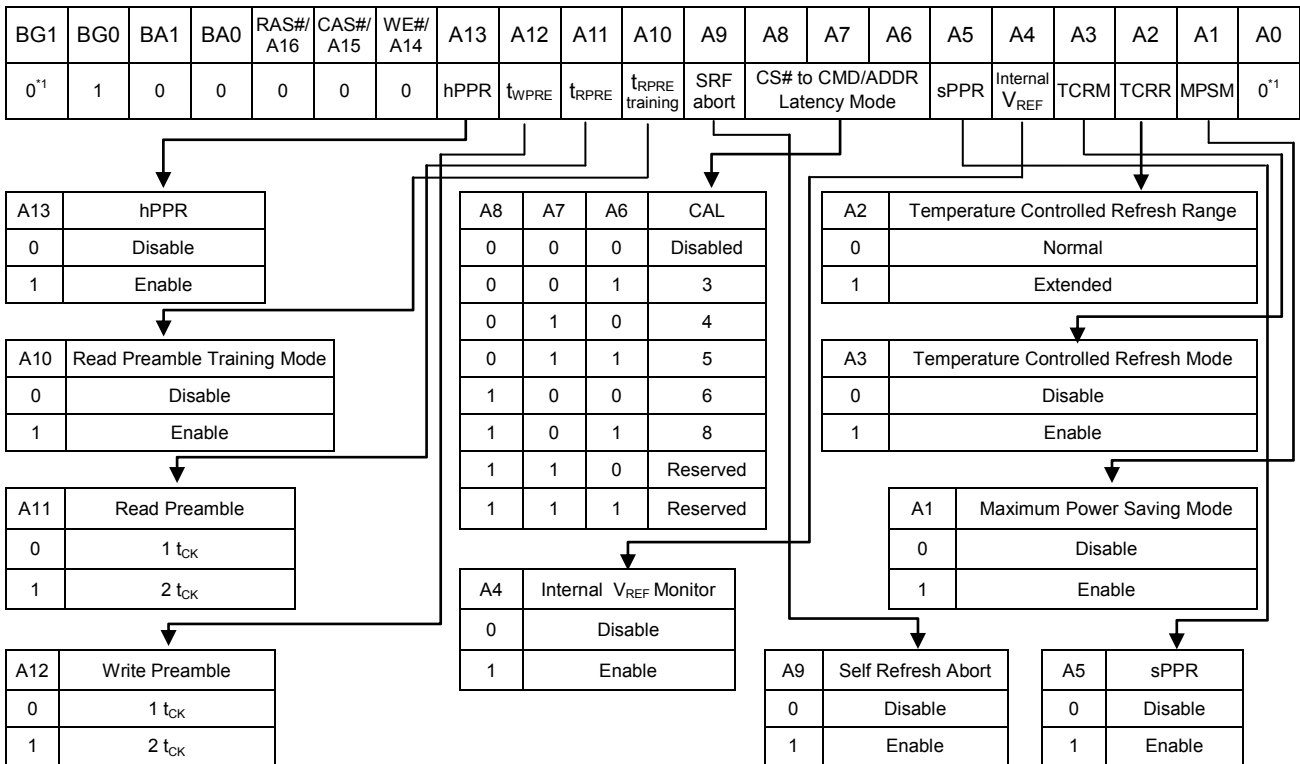 BG1 BG0 BA1 BA0 RAS#/A16 CAS#/A15 WE#/A14 A13 A12 A11 A10 A9 A8 A7 A6 A5 A4 A3 A2 A1 A0
0*1 1 0 0 0 0 0 hPPR tWPRE tRPRE tRPRE training SRF abort CS# to CMD/ADDR Latency Mode sPPR Internal VREF TCRM TCRR MPSM 0*1
A13 hPPR
0 Disable
1 Enable
A10 Read Preamble Training Mode
0 Disable
1 Enable
A11 Read Preamble
0 1 tCK
1 2 tCK
A12 Write Preamble
0 1 tCK
1 2 tCK
A8 A7 A6 CAL
0 0 0 Disabled
0 0 1 3
0 1 0 4
0 1 1 5
1 0 0 6
1 0 1 8
1 1 0 Reserved
1 1 1 Reserved
A4 Internal VREF Monitor
0 Disable
1 Enable
A2 Temperature Controlled Refresh Range
0 Normal
1 Extended
A3 Temperature Controlled Refresh Mode
0 Disable
1 Enable
A1 Maximum Power Saving Mode
0 Disable
1 Enable
A9 Self Refresh Abort
0 Disable
1 Enable
A5 sPPR
0 Disable
1 Enable